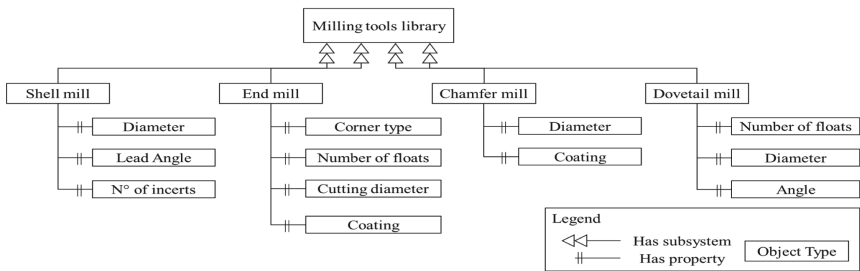 Milling tools library
Shell mill
End mill
Chamfer mill
Dovetail mill
Diameter
Lead Angle
N° of incerts
Corner type
Number of floats
Cutting diameter
Coating
Diameter
Coating
Number of floats
Diameter
Angle
Legend
Has subsystem
Has property
Object Type